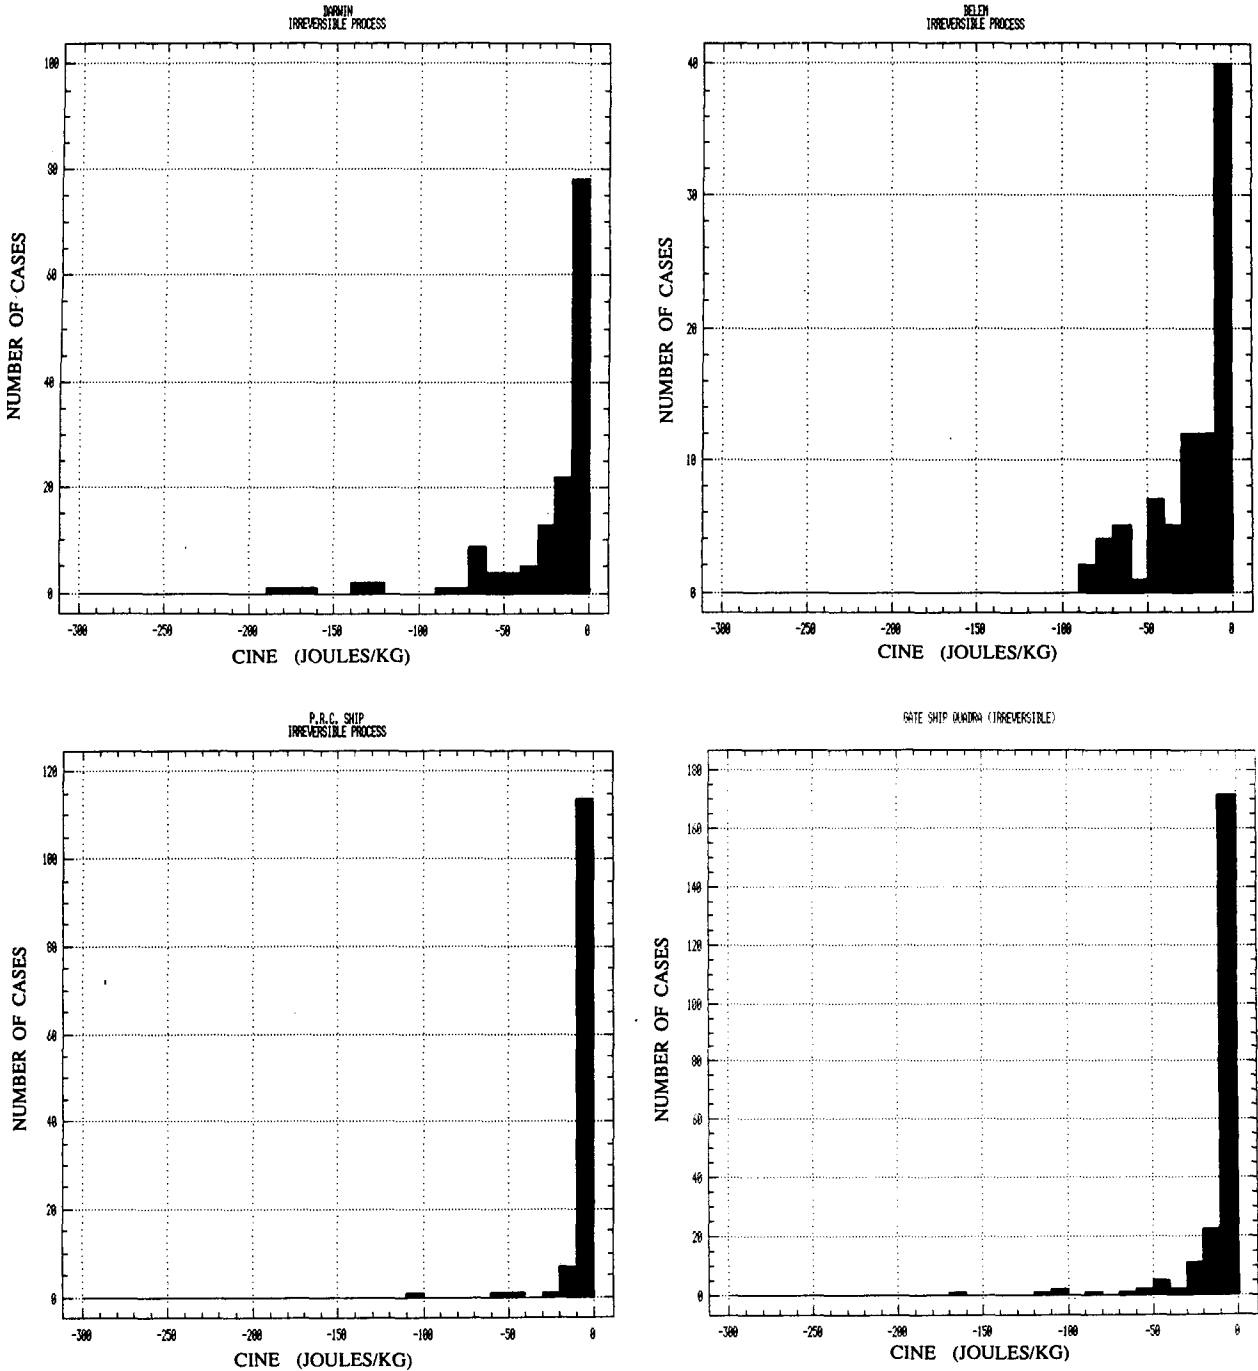 DARWIN
IRREVERSIBLE PROCESS
100
80
60
40
20
0
NUMBER OF CASES
-300 -250 -200 -150 -100 -50 0
CINE (JOULES/KG)
BELEM
IRREVERSIBLE PROCESS
40
30
20
10
0
NUMBER OF CASES
-300 -250 -200 -150 -100 -50 0
CINE (JOULES/KG)
P.R.C. SHIP
IRREVERSIBLE PROCESS
120
100
80
60
40
20
0
NUMBER OF CASES
-300 -250 -200 -150 -100 -50 0
CINE (JOULES/KG)
GATE SHIP QUADRA (IRREVERSIBLE)
180
160
140
120
100
80
60
40
20
0
NUMBER OF CASES
-300 -250 -200 -150 -100 -50 0
CINE (JOULES/KG)